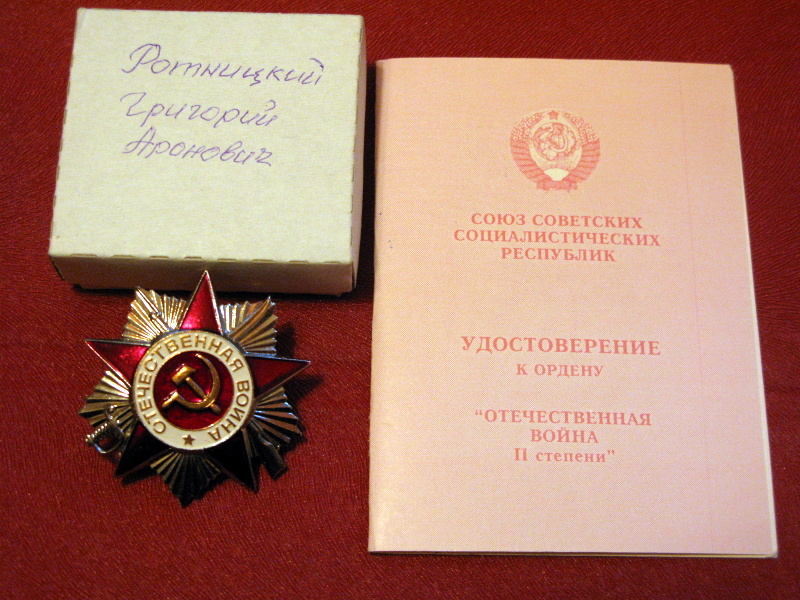 Ротницкий
Григорий
Аронович
ОТЕЧЕСТВЕННАЯ ВОЙНА
СОЮЗ СОВЕТСКИХ
СОЦИАЛИСТИЧЕСКИХ
РЕСПУБЛИК
УДОСТОВЕРЕНИЕ
К ОРДЕНУ
"ОТЕЧЕСТВЕННАЯ
ВОЙНА
II степени"